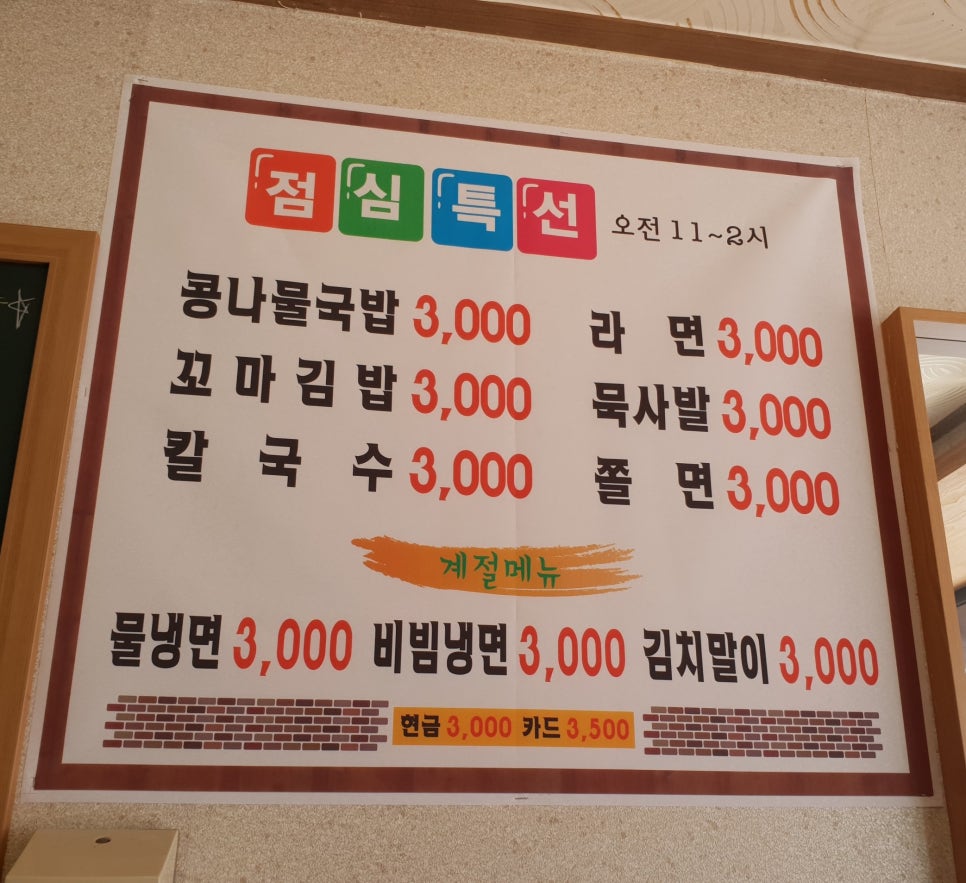 점심특선 오전 11~2시
콩나물국밥 3,000 라 면 3,000
꼬마김밥 3,000 묵사발 3,000
칼 국 수 3,000 쫄 면 3,000
계절메뉴
물냉면 3,000 비빔냉면 3,000 김치말이 3,000
현금 3,000 카드 3,500